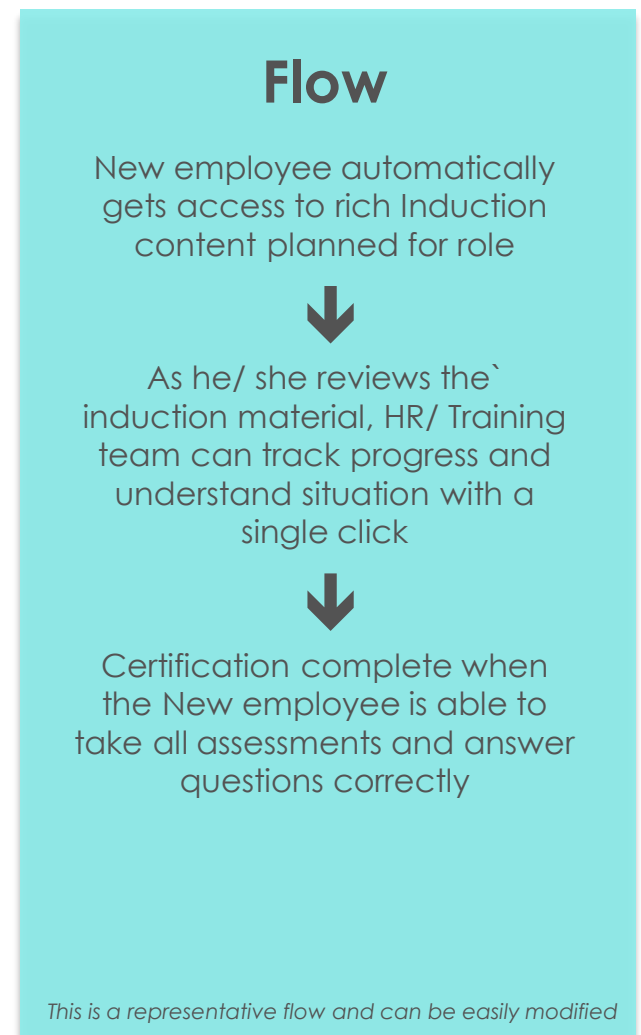 Flow
New employee automatically
gets access to rich Induction
content planned for role
As he/ she reviews the`
induction material, HR/ Training
team can track progress and
understand situation with a
single click
Certification complete when
the New employee is able to
take all assessments and answer
questions correctly
This is a representative flow and can be easily modified